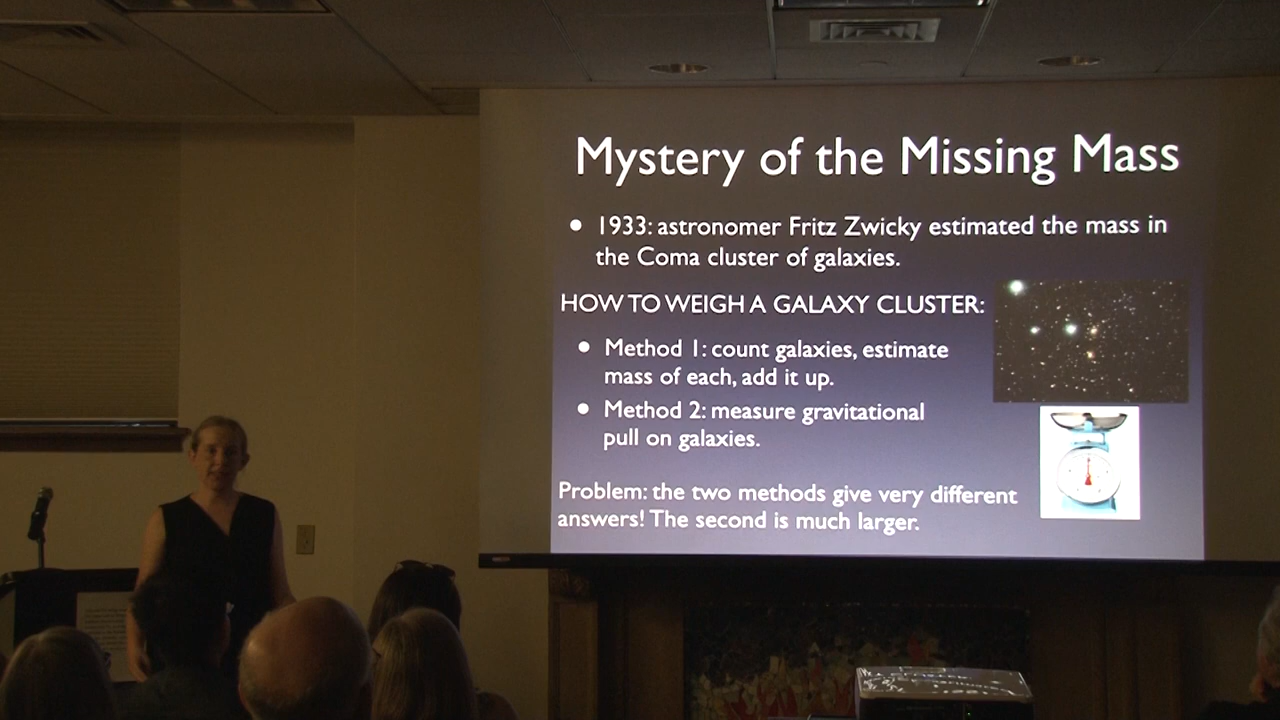 Mystery of the Missing Mass
• 1933: astronomer Fritz Zwicky estimated the mass in
the Coma cluster of galaxies.
HOW TO WEIGH A GALAXY CLUSTER:
• Method 1: count galaxies, estimate
mass of each, add it up.
• Method 2: measure gravitational
pull on galaxies.
Problem: the two methods give very different
answers! The second is much larger.